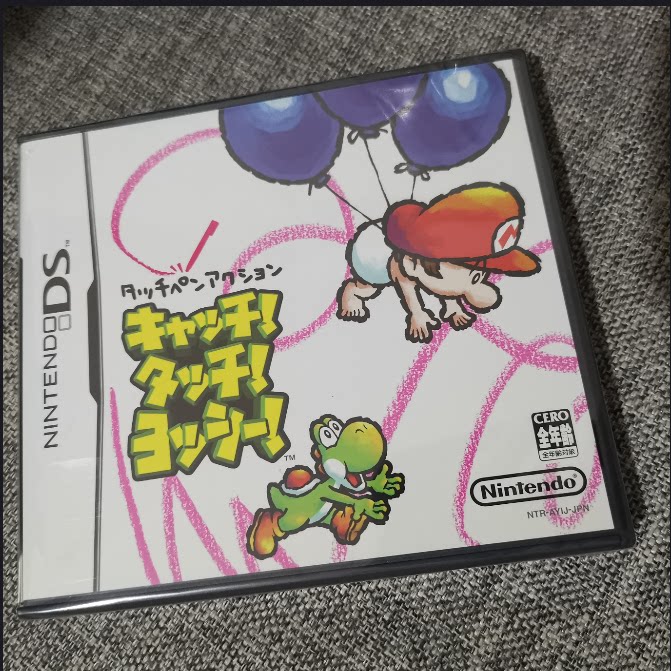 NINTENDO DS™
タッチペンアクション
キャッチ!
タッチ!
ヨッシー!
™
M
CERO
全年齢
全年齢対象
Nintendo
NTR-AYIJ-JPN